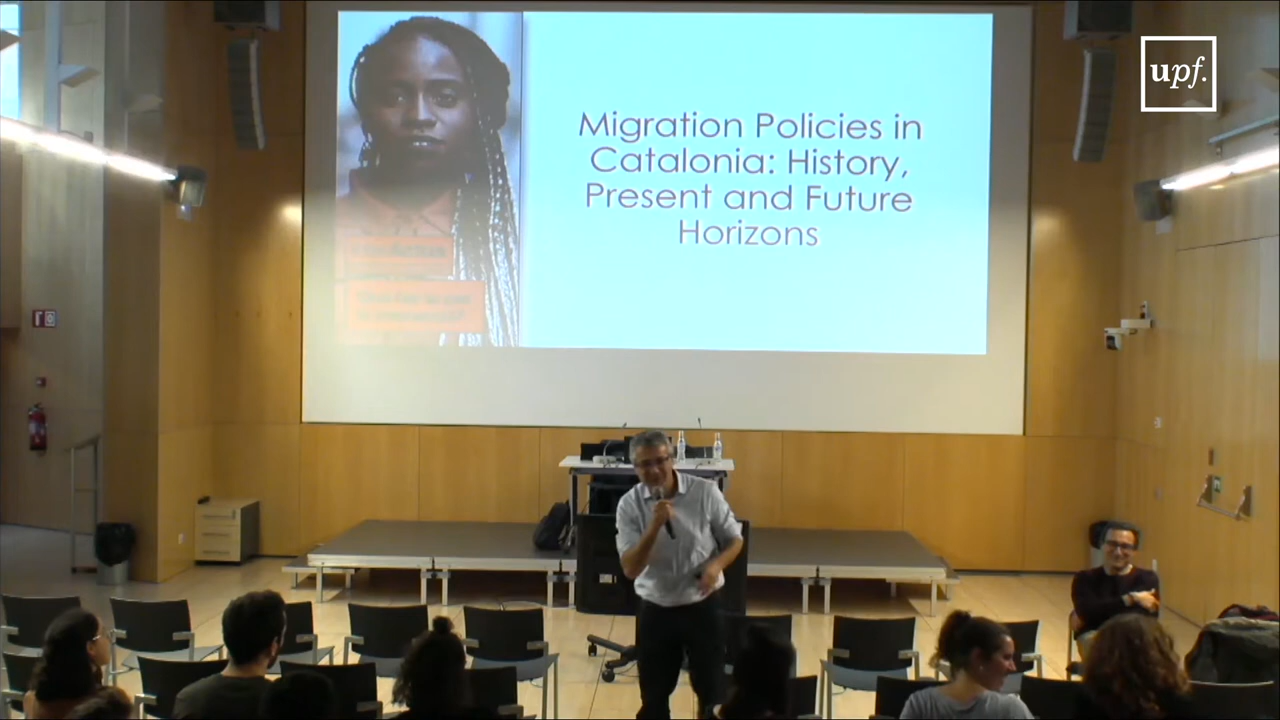 upf.
Migration Policies in
Catalonia: History,
Present and Future
Horizons